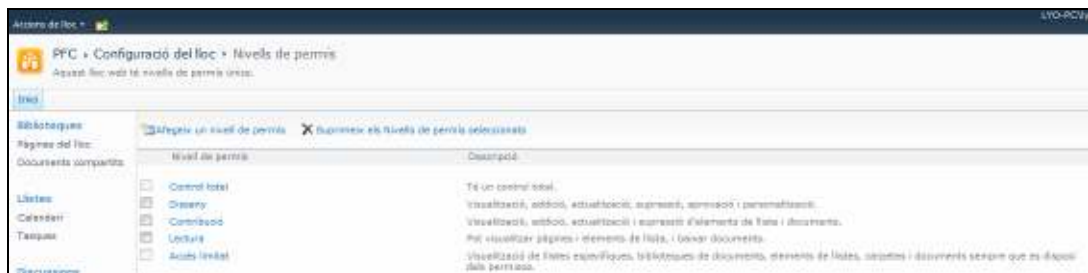 Accions del lloc
LYO-PC\ly
PFC › Configuració del lloc › Nivells de permís
Aquest lloc web té nivells de permís únics.
Inici
Biblioteques
Pàgines del lloc
Documents compartits
Llistes
Calendari
Tasques
Discussions
Afegeix un nivell de permís
Suprimeix els Nivells de permís seleccionats
Nivell de permís Descripció
Control total Té un control total.
Disseny Visualització, addició, actualització, supressió, aprovació i personalització.
Contribució Visualització, addició, actualització i supressió d'elements de llista i documents.
Lectura Pot visualitzar pàgines i elements de llista, i baixar documents.
Accés limitat Visualització de llistes específiques, biblioteques de documents, elements de llistes, carpetes i documents sempre que es disposi
dels permisos.